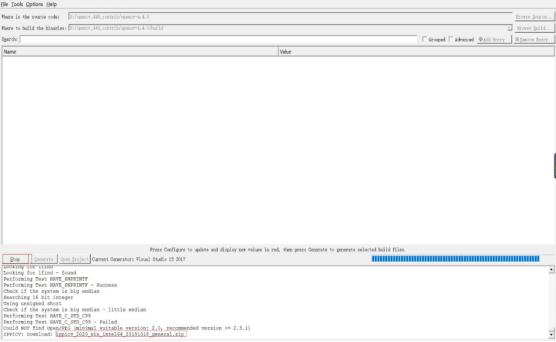 File Tools Options Help
Where is the source code: D:/opencv_440_contrib/opencv-4.4.0 Browse Source...
Where to build the binaries: D:/opencv_440_contrib/opencv-4.4.0/build Browse Build...
Search: Grouped Advanced Add Entry Remove Entry
Name Value
Press Configure to update and display new values in red, then press Generate to generate selected build files.
Stop Generate Open Project Current Generator: Visual Studio 15 2017
Looking for lfind
Looking for lfind - found
Performing Test HAVE_SNPRINTF
Performing Test HAVE_SNPRINTF - Success
Check if the system is big endian
Searching 16 bit integer
Using unsigned short
Check if the system is big endian - little endian
Performing Test HAVE_C_STD_C99
Performing Test HAVE_C_STD_C99 - Failed
Could NOT find OpenJPEG (minimal suitable version: 2.0, recommended version >= 2.3.1)
IPPICV: Download: ippicv_2020_win_intel64_20191018_general.zip